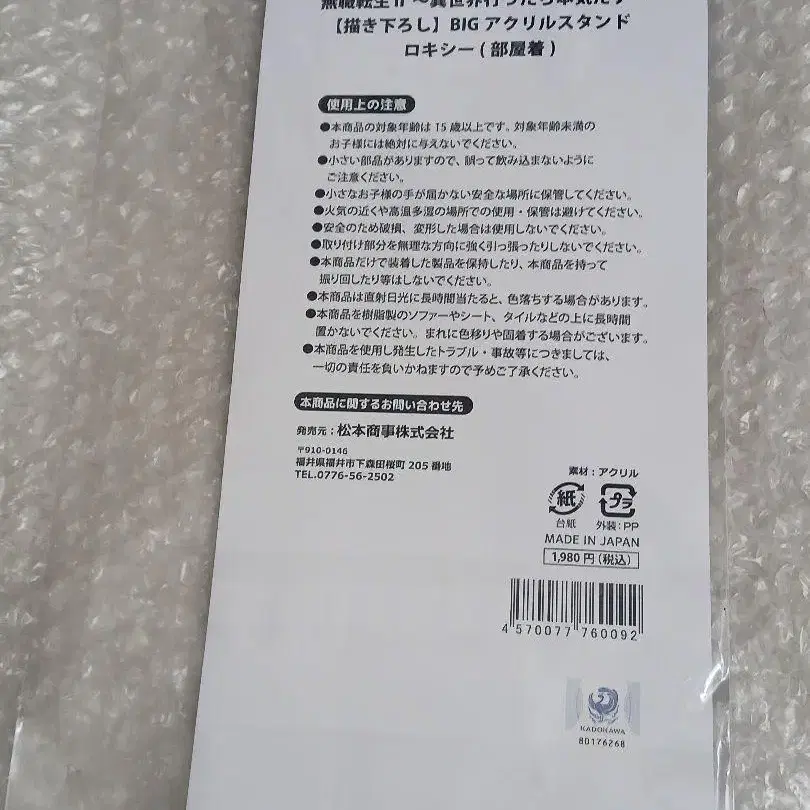 無職転生II ～異世界行ったら本気だす～
【描き下ろし】BIGアクリルスタンド
ロキシー(部屋着)
使用上の注意
●本商品の対象年齢は15歳以上です。対象年齢未満の
お子様には絶対に与えないでください。
●小さい部品がありますので、誤って飲み込まないように
ご注意ください。
●小さなお子様の手が届かない安全な場所に保管してください。
●火気の近くや高温多湿の場所での使用・保管は避けてください。
●安全のため破損、変形した場合は使用しないでください。
●取り付け部分を無理な方向に強く引っ張ったりしないでください。
●本商品だけで装着した製品を保持したり、本商品を持って
振り回したり等はしないでください。
●本商品は直射日光に長時間当たると、色落ちする場合があります。
●本商品を樹脂製のソファーやシート、タイルなどの上に長時間
置かないでください。まれに色移りや固着する場合がございます。
●本商品を使用し発生したトラブル・事故等につきましては、
一切の責任を負いかねますので予めご了承ください。
本商品に関するお問い合わせ先
発売元：松本商事株式会社
〒910-0146
福井県福井市下森田桜町205番地
TEL.0776-56-2502
素材：アクリル
紙 プラ
台紙 外装：PP
MADE IN JAPAN
1,980円(税込)
4 570077 760092
KADOKAWA
80176268